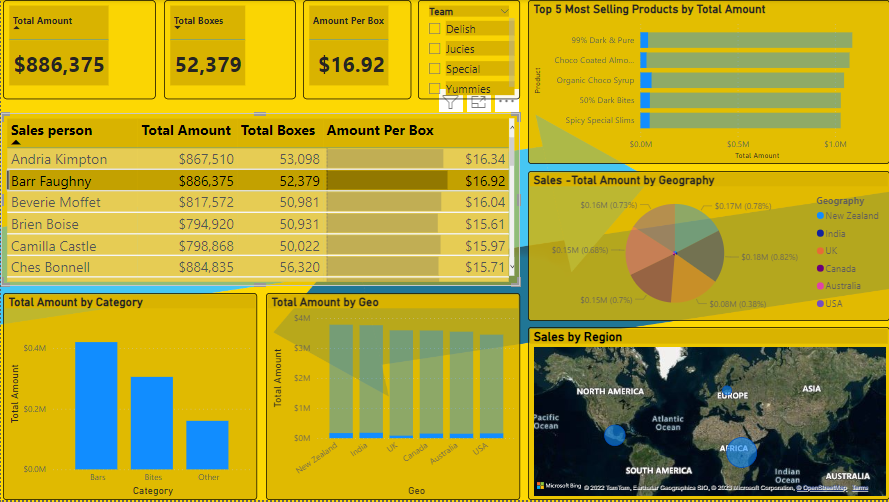 Total Amount
$886,375
Total Boxes
52,379
Amount Per Box
$16.92
Team
Delish
Jucies
Special
Yummies
Top 5 Most Selling Products by Total Amount
Product
99% Dark & Pure
Choco Coated Almo...
Organic Choco Syrup
50% Dark Bites
Spicy Special Slims
$0.0M $0.5M $1.0M
Total Amount
Sales person Total Amount Total Boxes Amount Per Box
Andria Kimpton $867,510 53,098 $16.34
Barr Faughny $886,375 52,379 $16.92
Beverie Moffet $817,572 50,981 $16.04
Brien Boise $794,920 50,931 $15.61
Camilla Castle $798,868 50,022 $15.97
Ches Bonnell $884,835 56,320 $15.71
Sales -Total Amount by Geography
$0.16M (0.73%)
$0.17M (0.78%)
$0.15M (0.68%)
$0.18M (0.82%)
$0.15M (0.7%)
$0.08M (0.38%)
Geography
New Zealand
India
UK
Canada
Australia
USA
Total Amount by Category
Total Amount
$0.4M
$0.2M
$0.0M
Bars Bites Other
Category
Total Amount by Geo
Total Amount
$4M
$3M
$2M
$1M
$0M
New Zealand India UK Canada Australia USA
Geo
Sales by Region
NORTH AMERICA
EUROPE
ASIA
Pacific
Ocean
Atlantic
Ocean
AFRICA
SOUTH AMERICA
Indian
Ocean
AUSTRALIA
Microsoft Bing
© 2022 TomTom, Earthstar Geographics SIO, © 2023 Microsoft Corporation, © OpenStreetMap Terms